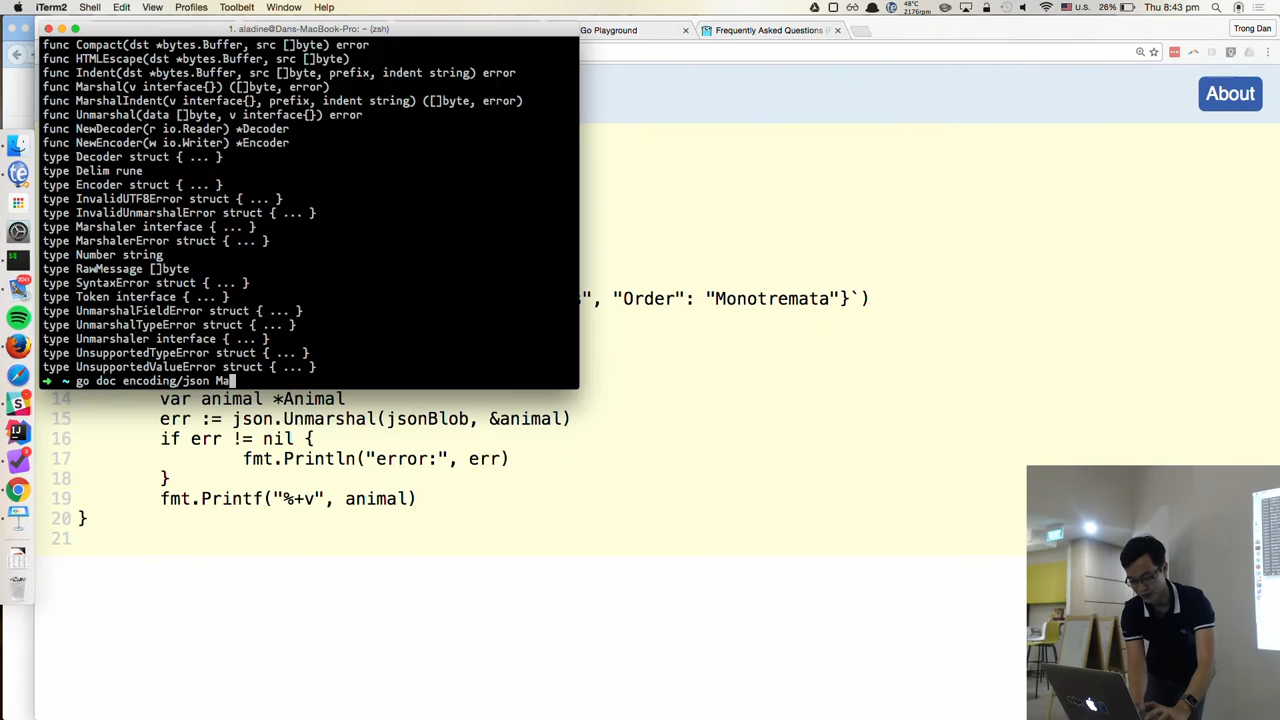 iTerm2 Shell Edit View Profiles Toolbelt Window Help
48°C
2176rpm
U.S. 26% Thu 8:43 pm
1. aladine@Dans-MacBook-Pro: ~ (zsh)
Go Playground
Frequently Asked Questions (
Trong Dan
About
func Compact(dst *bytes.Buffer, src []byte) error
func HTMLEscape(dst *bytes.Buffer, src []byte)
func Indent(dst *bytes.Buffer, src []byte, prefix, indent string) error
func Marshal(v interface{}) ([]byte, error)
func MarshalIndent(v interface{}, prefix, indent string) ([]byte, error)
func Unmarshal(data []byte, v interface{}) error
func NewDecoder(r io.Reader) *Decoder
func NewEncoder(w io.Writer) *Encoder
type Decoder struct { ... }
type Delim rune
type Encoder struct { ... }
type InvalidUTF8Error struct { ... }
type InvalidUnmarshalError struct { ... }
type Marshaler interface { ... }
type MarshalerError struct { ... }
type Number string
type RawMessage []byte
type SyntaxError struct { ... }
type Token interface { ... }
type UnmarshalFieldError struct { ... }
type UnmarshalTypeError struct { ... }
type Unmarshaler interface { ... }
type UnsupportedTypeError struct { ... }
type UnsupportedValueError struct { ... }
➜ ~ go doc encoding/json Ma
", "Order": "Monotremata"}`)
14 var animal *Animal
15 err := json.Unmarshal(jsonBlob, &animal)
16 if err != nil {
17 fmt.Println("error:", err)
18 }
19 fmt.Printf("%+v", animal)
20 }
21